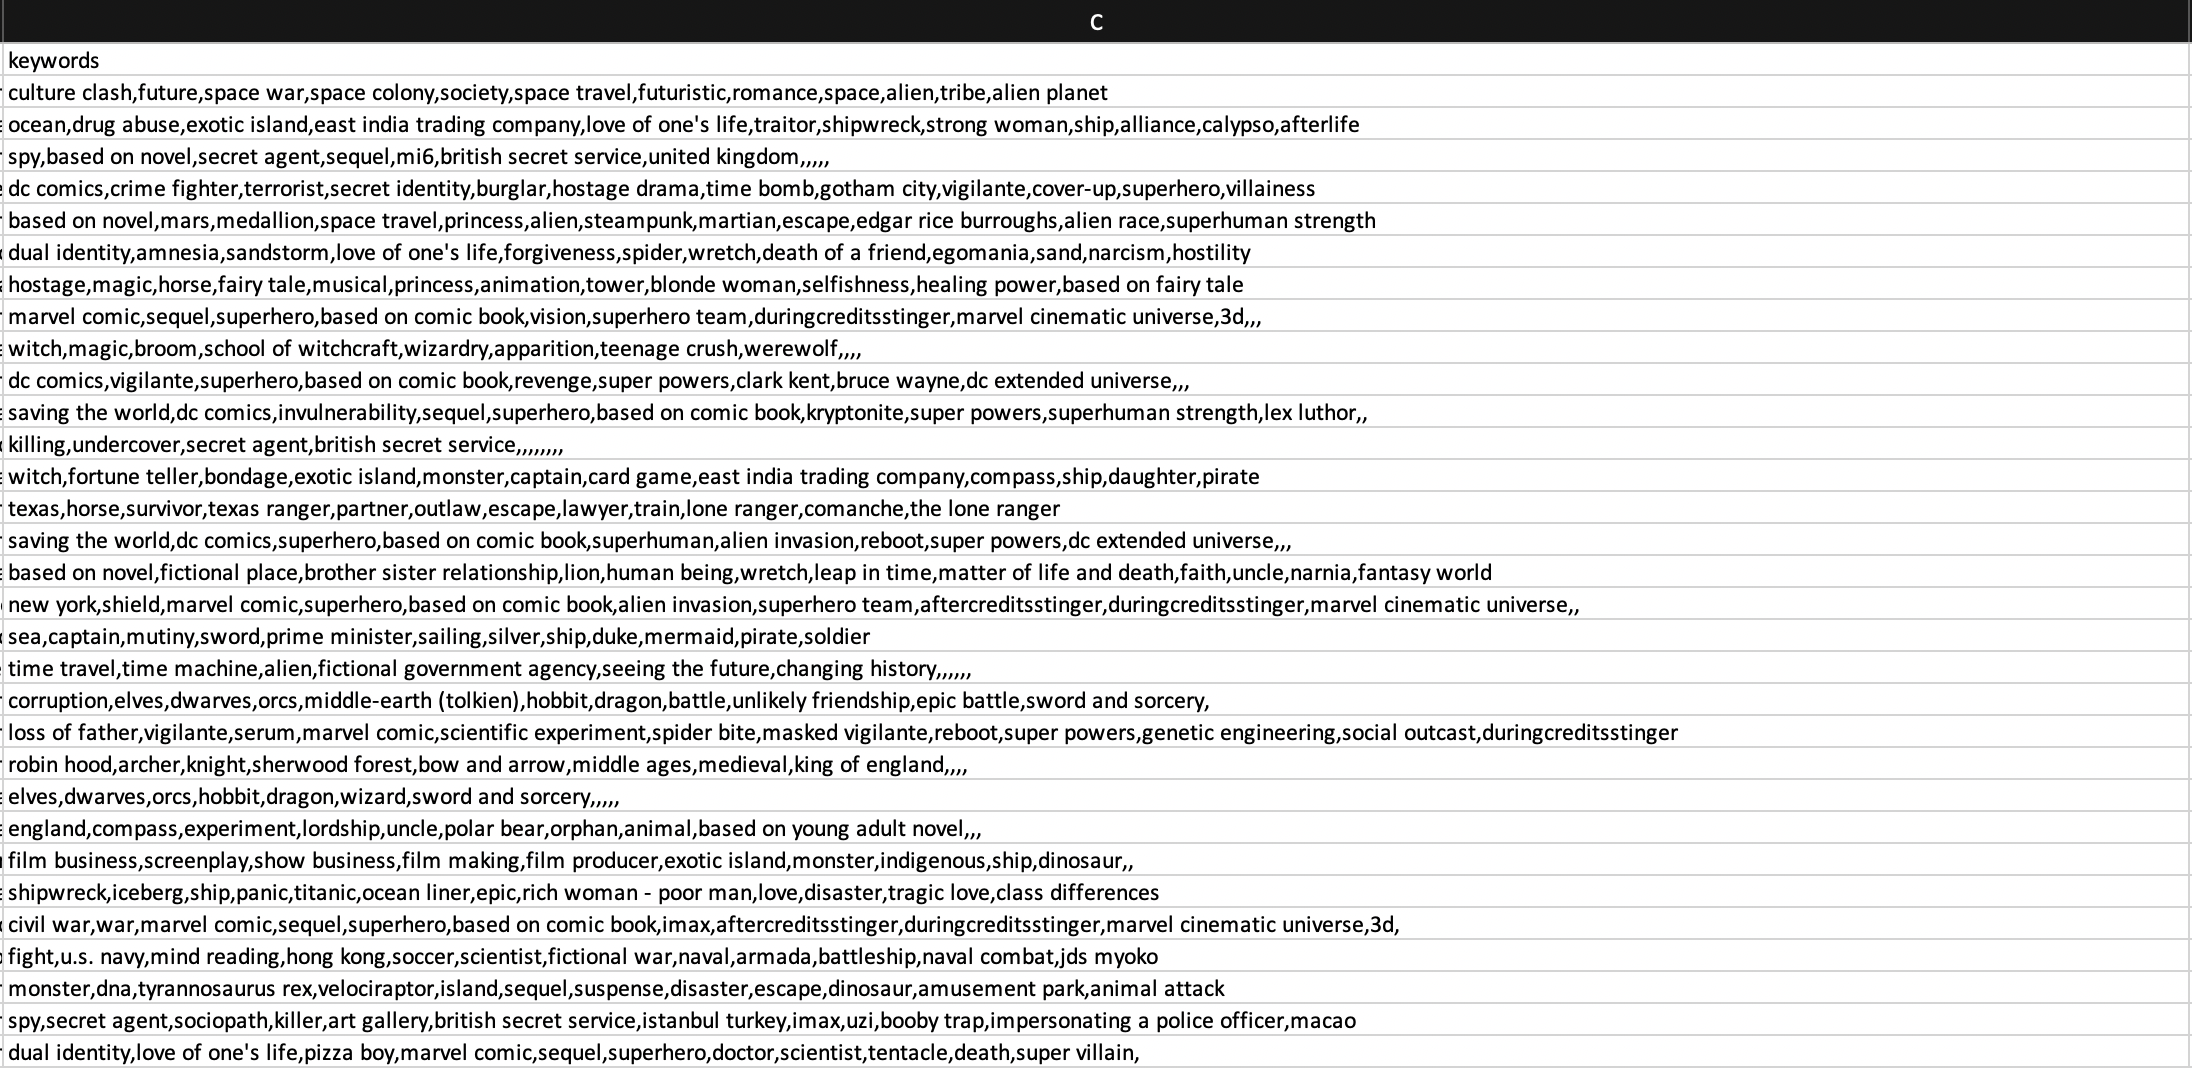 C
keywords
culture clash,future,space war,space colony,society,space travel,futuristic,romance,space,alien,tribe,alien planet
ocean,drug abuse,exotic island,east india trading company,love of one's life,traitor,shipwreck,strong woman,ship,alliance,calypso,afterlife
spy,based on novel,secret agent,sequel,mi6,british secret service,united kingdom,,,,,
dc comics,crime fighter,terrorist,secret identity,burglar,hostage drama,time bomb,gotham city,vigilante,cover-up,superhero,villainess
based on novel,mars,medallion,space travel,princess,alien,steampunk,martian,escape,edgar rice burroughs,alien race,superhuman strength
dual identity,amnesia,sandstorm,love of one's life,forgiveness,spider,wretch,death of a friend,egomania,sand,narcism,hostility
hostage,magic,horse,fairy tale,musical,princess,animation,tower,blonde woman,selfishness,healing power,based on fairy tale
marvel comic,sequel,superhero,based on comic book,vision,superhero team,duringcreditsstinger,marvel cinematic universe,3d,,,
witch,magic,broom,school of witchcraft,wizardry,apparition,teenage crush,werewolf,,,,
dc comics,vigilante,superhero,based on comic book,revenge,super powers,clark kent,bruce wayne,dc extended universe,,,
saving the world,dc comics,invulnerability,sequel,superhero,based on comic book,kryptonite,super powers,superhuman strength,lex luthor,,
killing,undercover,secret agent,british secret service,,,,,,,,
witch,fortune teller,bondage,exotic island,monster,captain,card game,east india trading company,compass,ship,daughter,pirate
texas,horse,survivor,texas ranger,partner,outlaw,escape,lawyer,train,lone ranger,comanche,the lone ranger
saving the world,dc comics,superhero,based on comic book,superhuman,alien invasion,reboot,super powers,dc extended universe,,,
based on novel,fictional place,brother sister relationship,lion,human being,wretch,leap in time,matter of life and death,faith,uncle,narnia,fantasy world
new york,shield,marvel comic,superhero,based on comic book,alien invasion,superhero team,aftercreditsstinger,duringcreditsstinger,marvel cinematic universe,,
sea,captain,mutiny,sword,prime minister,sailing,silver,ship,duke,mermaid,pirate,soldier
time travel,time machine,alien,fictional government agency,seeing the future,changing history,,,,,,
corruption,elves,dwarves,orcs,middle-earth (tolkien),hobbit,dragon,battle,unlikely friendship,epic battle,sword and sorcery,
loss of father,vigilante,serum,marvel comic,scientific experiment,spider bite,masked vigilante,reboot,super powers,genetic engineering,social outcast,duringcreditsstinger
robin hood,archer,knight,sherwood forest,bow and arrow,middle ages,medieval,king of england,,,,
elves,dwarves,orcs,hobbit,dragon,wizard,sword and sorcery,,,,,
england,compass,experiment,lordship,uncle,polar bear,orphan,animal,based on young adult novel,,,
film business,screenplay,show business,film making,film producer,exotic island,monster,indigenous,ship,dinosaur,,
shipwreck,iceberg,ship,panic,titanic,ocean liner,epic,rich woman - poor man,love,disaster,tragic love,class differences
civil war,war,marvel comic,sequel,superhero,based on comic book,imax,aftercreditsstinger,duringcreditsstinger,marvel cinematic universe,3d,
fight,u.s. navy,mind reading,hong kong,soccer,scientist,fictional war,naval,armada,battleship,naval combat,jds myoko
monster,dna,tyrannosaurus rex,velociraptor,island,sequel,suspense,disaster,escape,dinosaur,amusement park,animal attack
spy,secret agent,sociopath,killer,art gallery,british secret service,istanbul turkey,imax,uzi,booby trap,impersonating a police officer,macao
dual identity,love of one's life,pizza boy,marvel comic,sequel,superhero,doctor,scientist,tentacle,death,super villain,